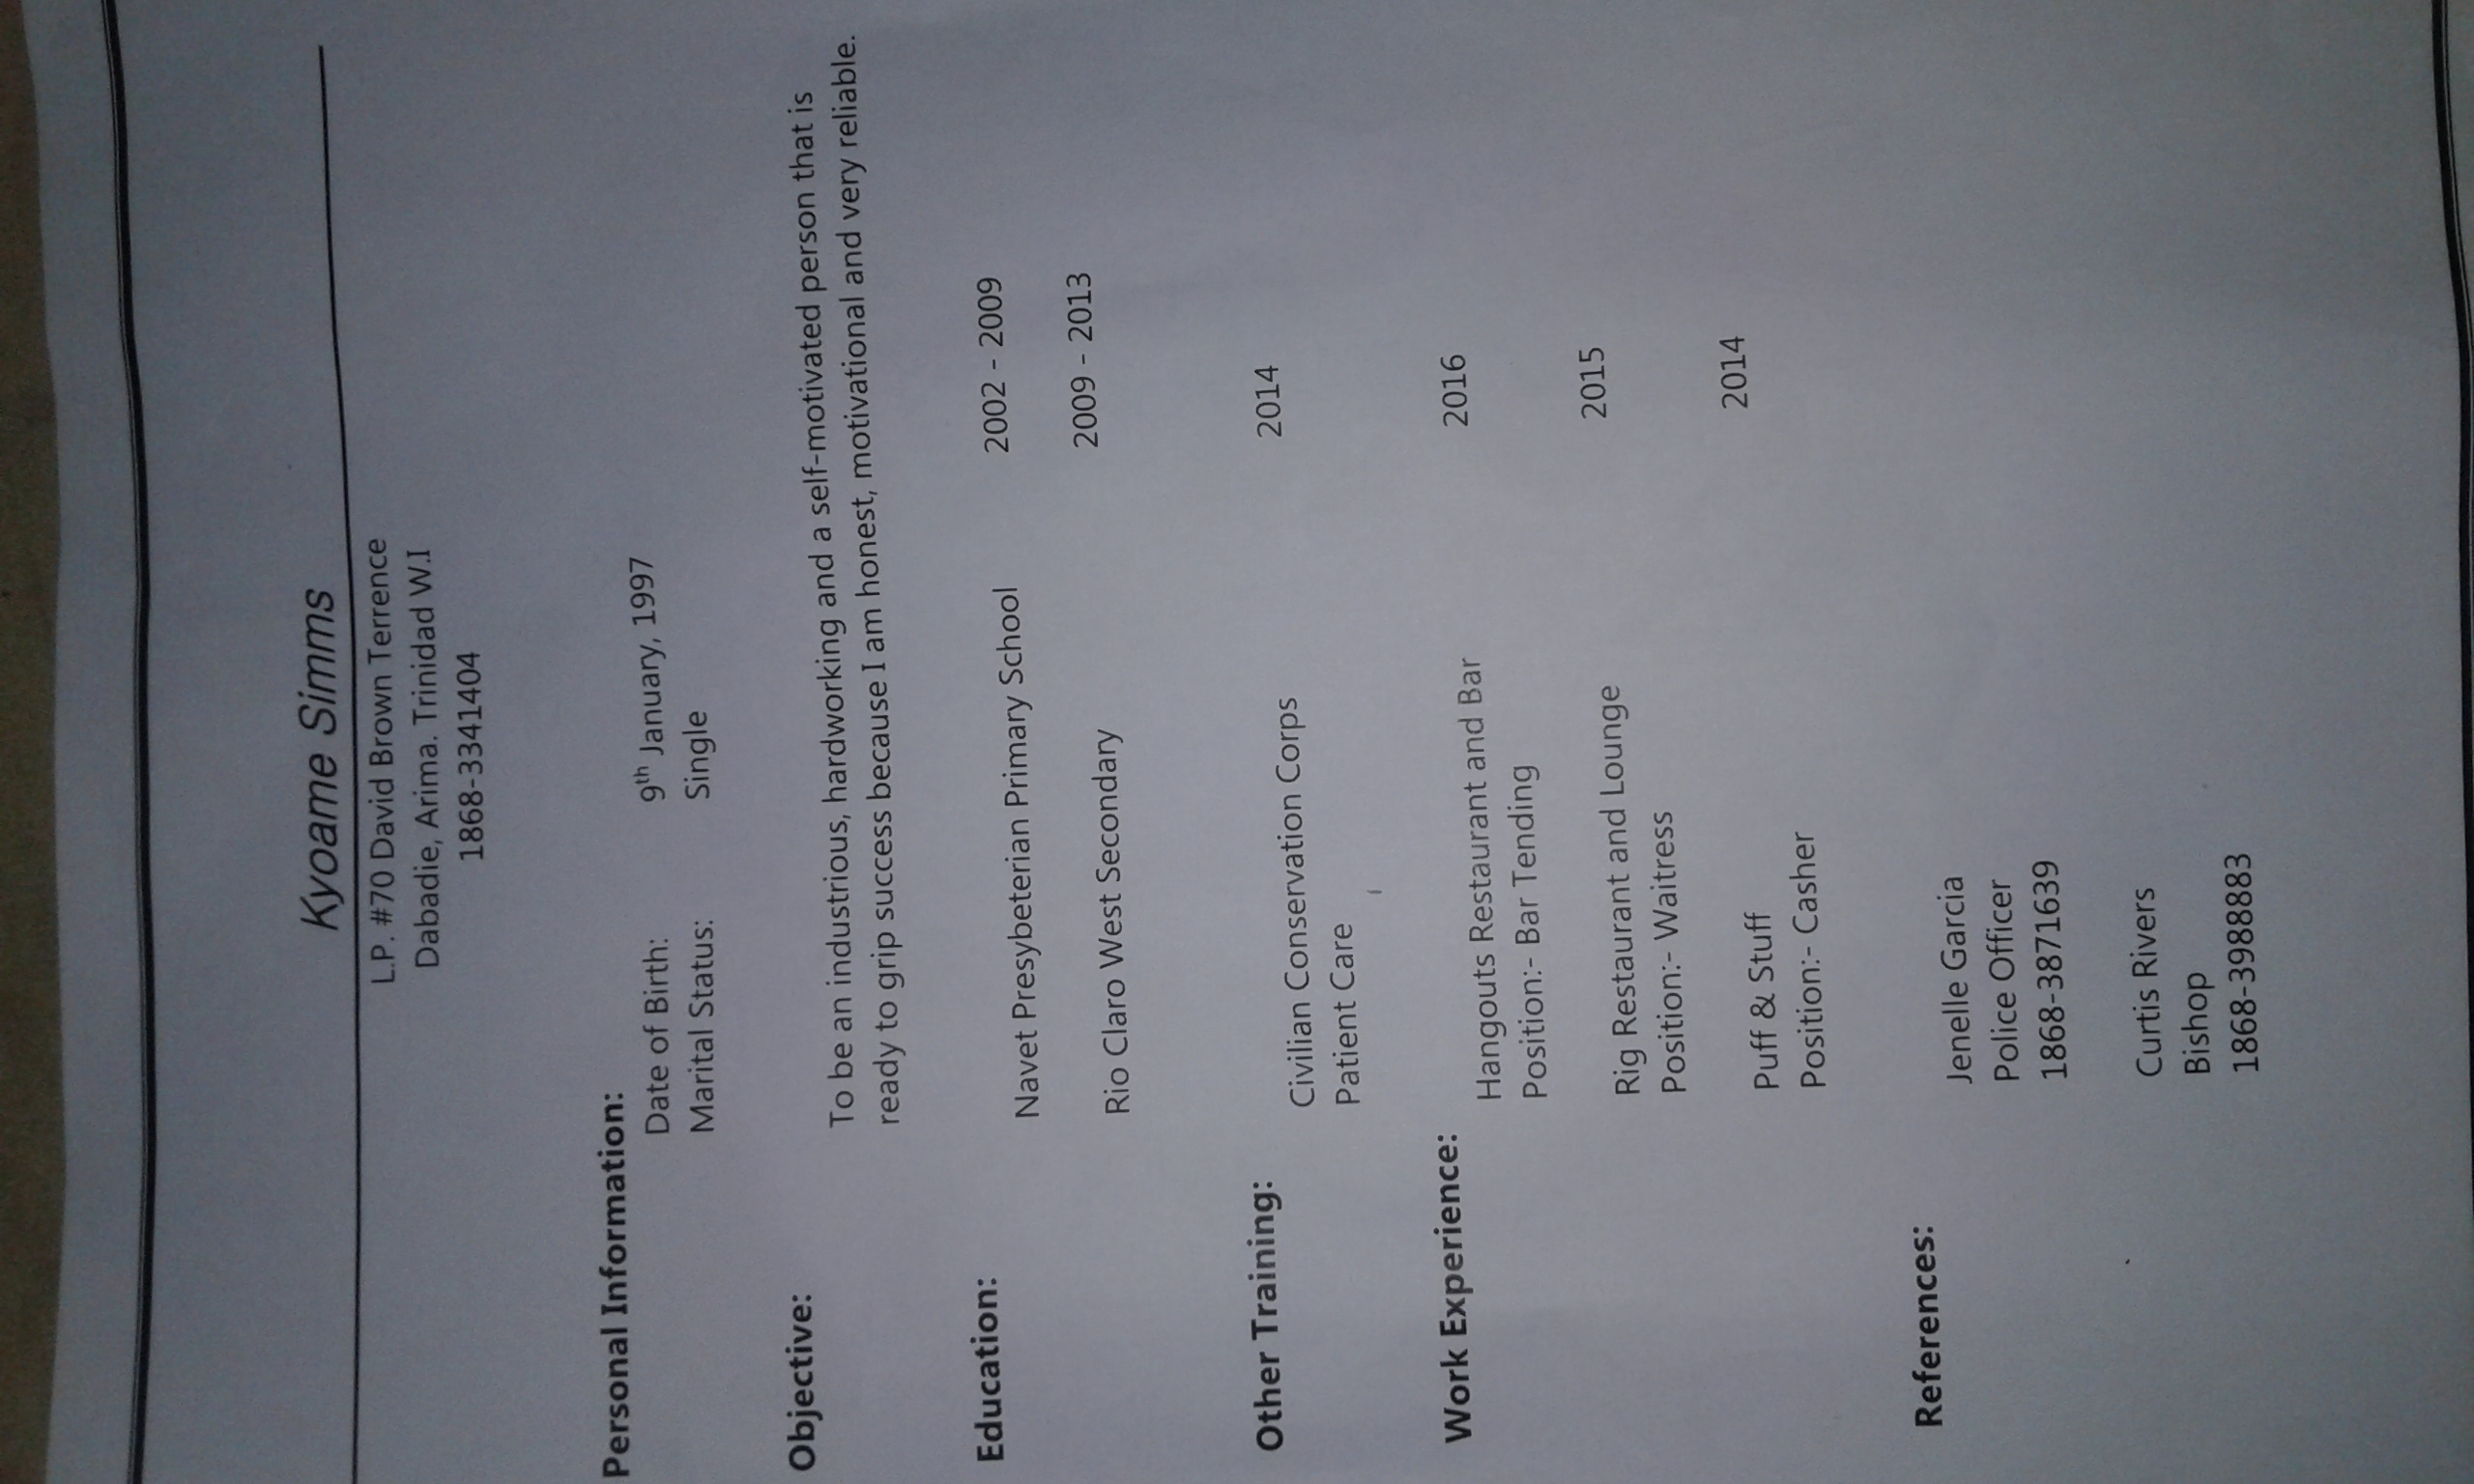 Kyoame Simms
L.P. #70 David Brown Terrence
Dabadie, Arima. Trinidad W.I
1868-3341404
Personal Information:
Date of Birth: 9th January, 1997
Marital Status: Single
Objective:
To be an industrious, hardworking and a self-motivated person that is
ready to grip success because I am honest, motivational and very reliable.
Education:
Navet Presybeterian Primary School 2002 - 2009
Rio Claro West Secondary 2009 - 2013
Other Training:
Civilian Conservation Corps 2014
Patient Care
Work Experience:
Hangouts Restaurant and Bar 2016
Position:- Bar Tending
Rig Restaurant and Lounge 2015
Position:- Waitress
Puff & Stuff 2014
Position:- Casher
References:
Jenelle Garcia
Police Officer
1868-3871639
Curtis Rivers
Bishop
1868-3988883